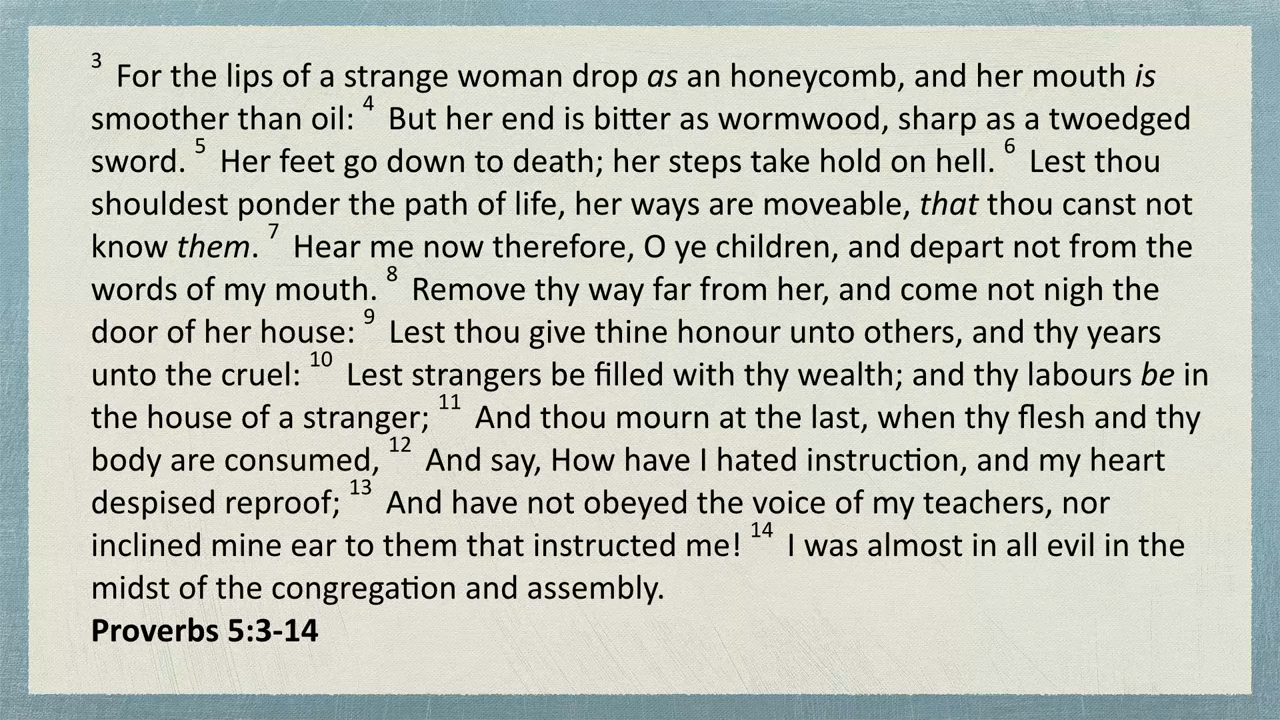 3 For the lips of a strange woman drop as an honeycomb, and her mouth is
smoother than oil: 4 But her end is bitter as wormwood, sharp as a twoedged
sword. 5 Her feet go down to death; her steps take hold on hell. 6 Lest thou
shouldest ponder the path of life, her ways are moveable, that thou canst not
know them. 7 Hear me now therefore, O ye children, and depart not from the
words of my mouth. 8 Remove thy way far from her, and come not nigh the
door of her house: 9 Lest thou give thine honour unto others, and thy years
unto the cruel: 10 Lest strangers be filled with thy wealth; and thy labours be in
the house of a stranger; 11 And thou mourn at the last, when thy flesh and thy
body are consumed, 12 And say, How have I hated instruction, and my heart
despised reproof; 13 And have not obeyed the voice of my teachers, nor
inclined mine ear to them that instructed me! 14 I was almost in all evil in the
midst of the congregation and assembly.
Proverbs 5:3-14